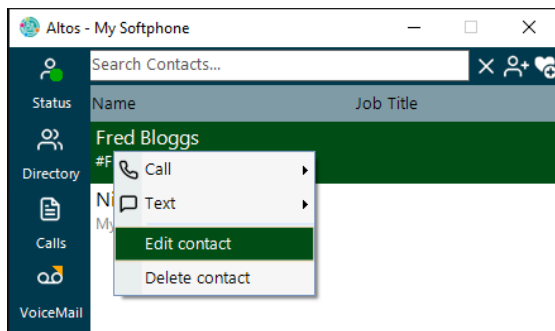 Altos - My Softphone
Search Contacts...
Status
Name Job Title
Fred Bloggs
#F
Directory
Call
Text
Calls
Edit contact
Delete contact
VoiceMail